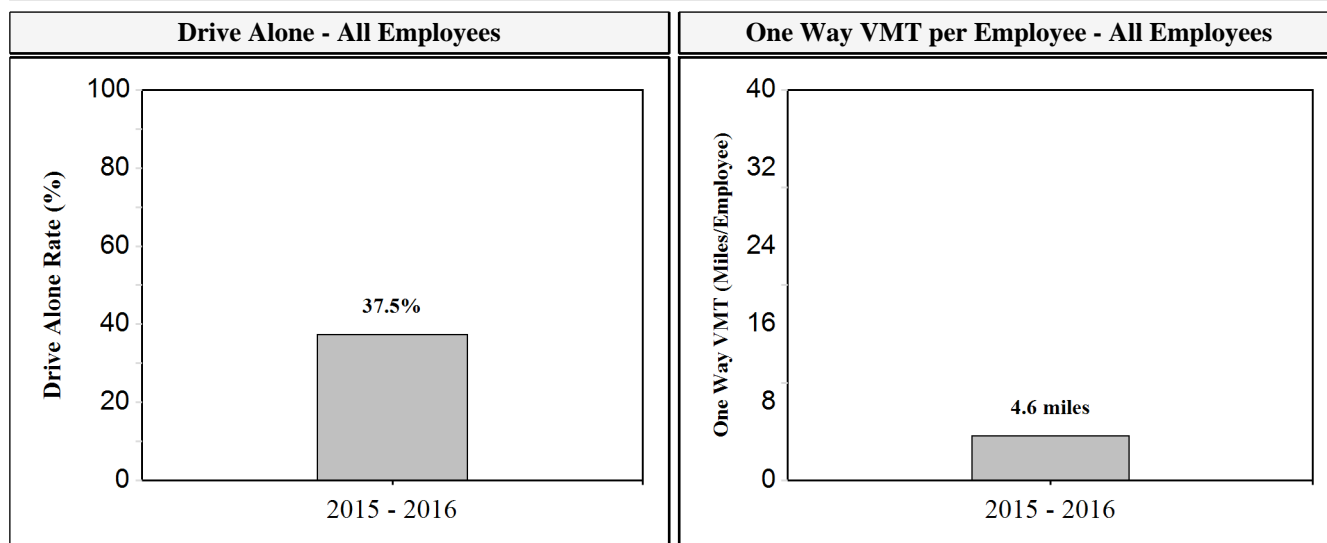 Drive Alone - All Employees
One Way VMT per Employee - All Employees
Drive Alone Rate (%)
100
80
60
40
20
0
37.5%
2015 - 2016
One Way VMT (Miles/Employee)
40
32
24
16
8
0
4.6 miles
2015 - 2016